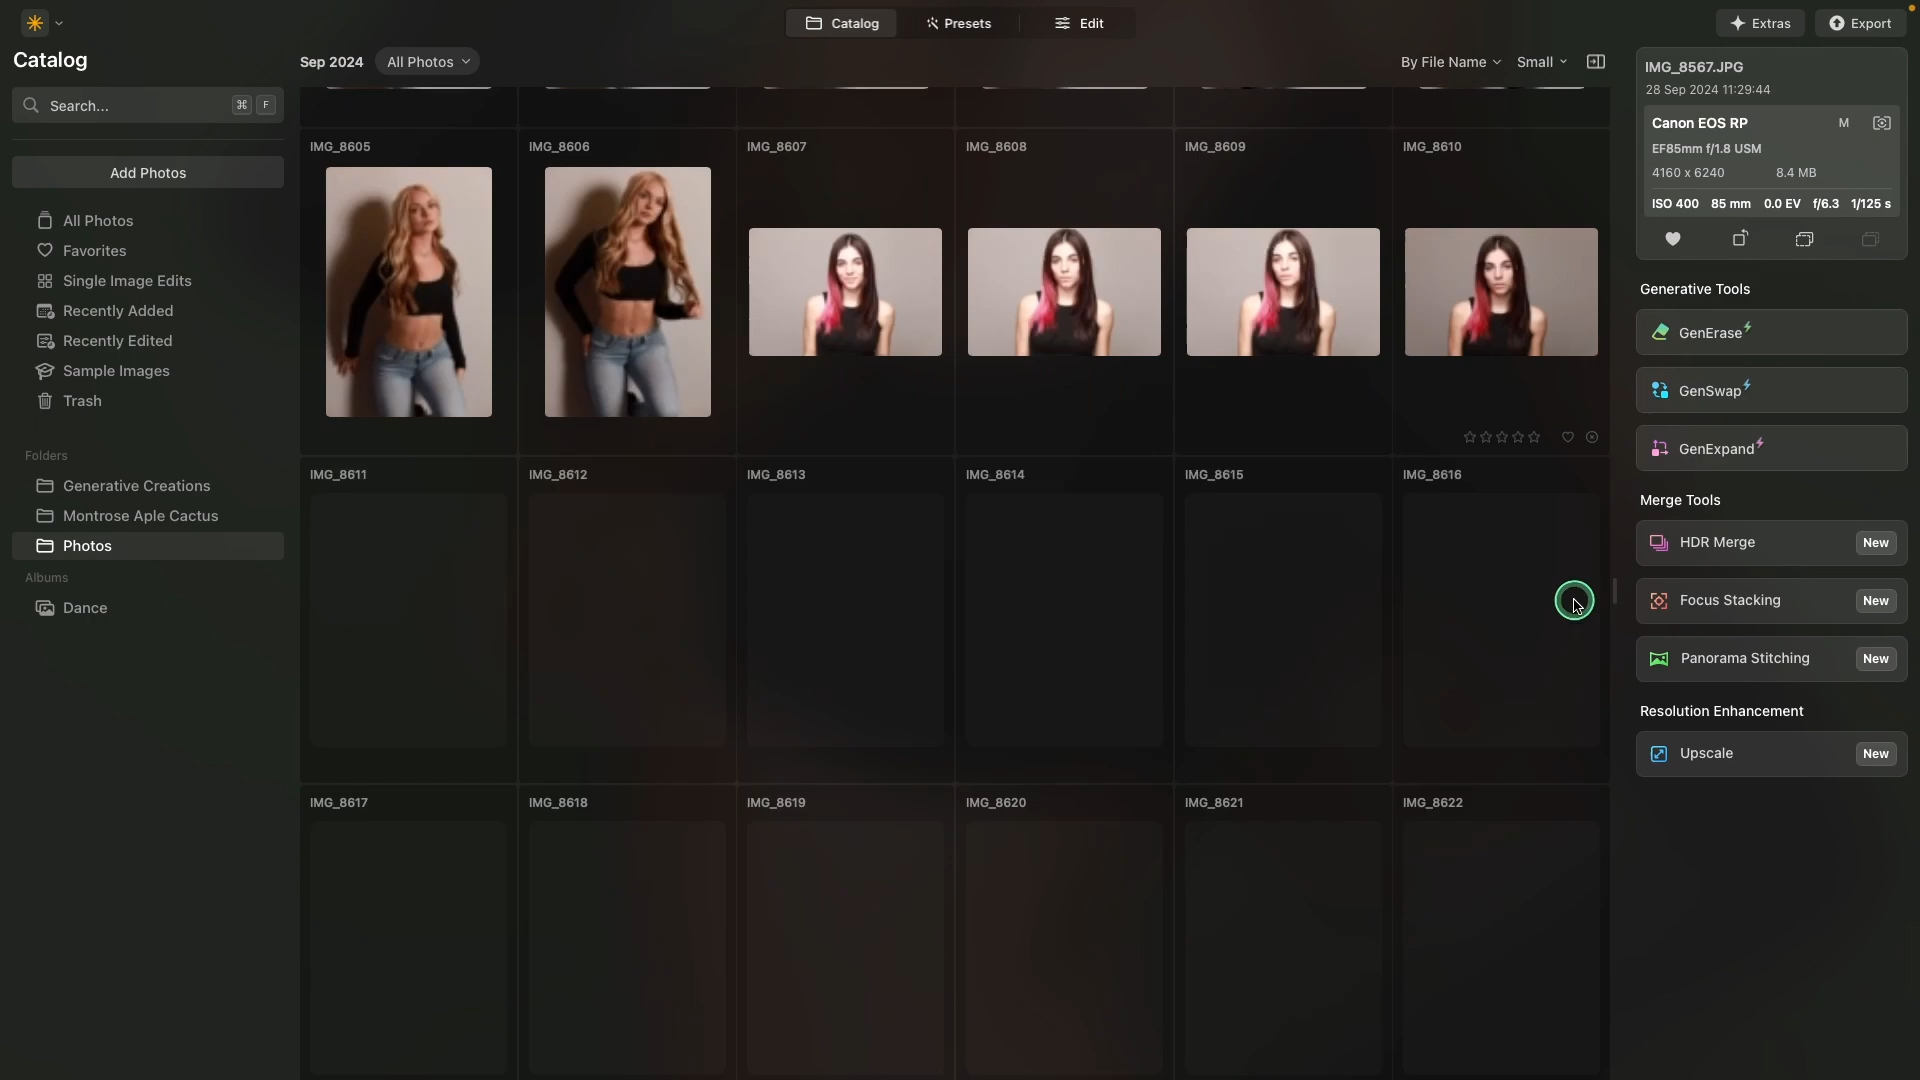 Catalog
Presets
Edit
Extras
Export
Catalog
Sep 2024
All Photos
By File Name
Small
Search...
⌘ F
Add Photos
All Photos
Favorites
Single Image Edits
Recently Added
Recently Edited
Sample Images
Trash
Folders
Generative Creations
Montrose Aple Cactus
Photos
Albums
Dance
IMG_8605
IMG_8606
IMG_8607
IMG_8608
IMG_8609
IMG_8610
IMG_8611
IMG_8612
IMG_8613
IMG_8614
IMG_8615
IMG_8616
IMG_8617
IMG_8618
IMG_8619
IMG_8620
IMG_8621
IMG_8622
IMG_8567.JPG
28 Sep 2024 11:29:44
Canon EOS RP M
EF85mm f/1.8 USM
4160 x 6240 8.4 MB
ISO 400 85 mm 0.0 EV f/6.3 1/125 s
Generative Tools
GenErase
GenSwap
GenExpand
Merge Tools
HDR Merge New
Focus Stacking New
Panorama Stitching New
Resolution Enhancement
Upscale New